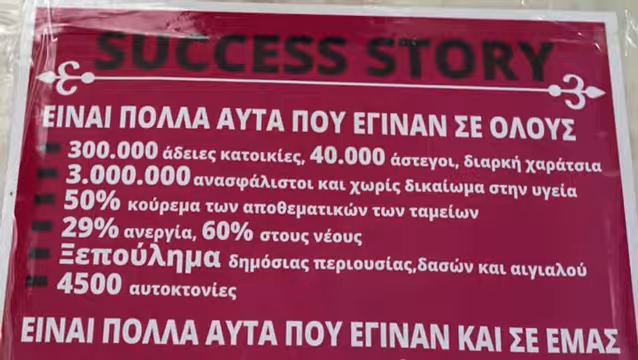 SUCCESS STORY
ΕΙΝΑΙ ΠΟΛΛΑ ΑΥΤΑ ΠΟΥ ΕΓΙΝΑΝ ΣΕ ΟΛΟΥΣ
300.000 άδειες κατοικίες, 40.000 άστεγοι, διαρκή χαράτσια
3.000.000 ανασφάλιστοι και χωρίς δικαίωμα στην υγεία
50% κούρεμα των αποθεματικών των ταμείων
29% ανεργία, 60% στους νέους
Ξεπούλημα δημόσιας περιουσίας,δασών και αιγιαλού
4500 αυτοκτονίες
ΕΙΝΑΙ ΠΟΛΛΑ ΑΥΤΑ ΠΟΥ ΕΓΙΝΑΝ ΚΑΙ ΣΕ ΕΜΑΣ